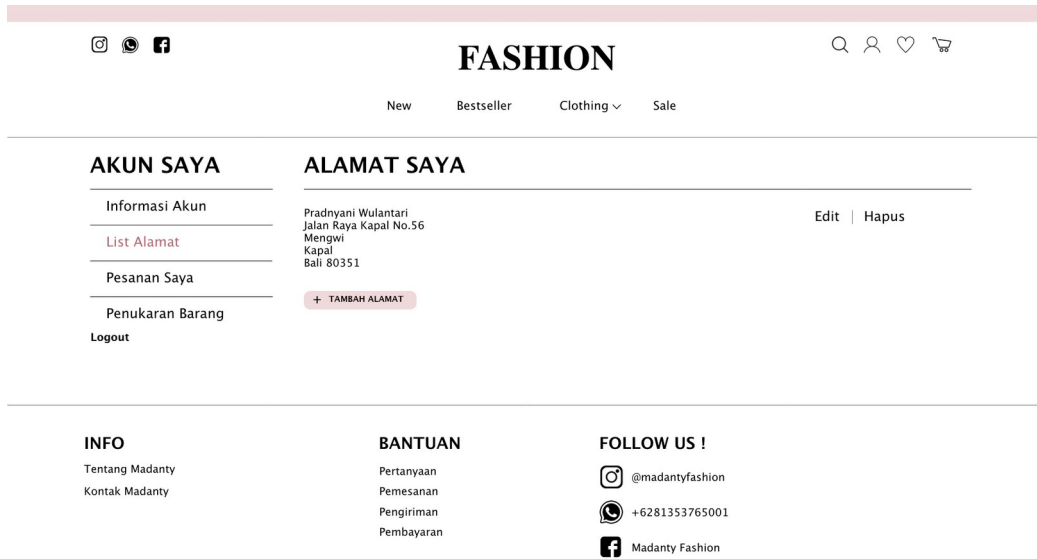 FASHION
New Bestseller Clothing Sale
AKUN SAYA
Informasi Akun
List Alamat
Pesanan Saya
Penukaran Barang
Logout
ALAMAT SAYA
Pradnyani Wulantari
Jalan Raya Kapal No.56
Mengwi
Kapal
Bali 80351
Edit | Hapus
+ TAMBAH ALAMAT
INFO
Tentang Madanty
Kontak Madanty
BANTUAN
Pertanyaan
Pemesanan
Pengiriman
Pembayaran
FOLLOW US !
@madantyfashion
+6281353765001
Madanty Fashion